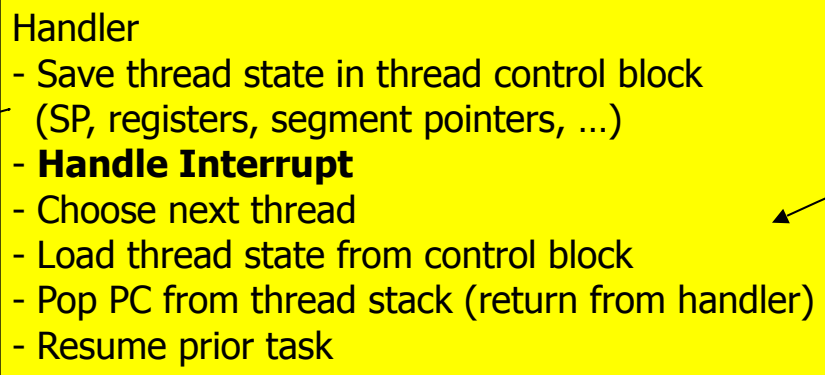 Handler
- Save thread state in thread control block
(SP, registers, segment pointers, …)
- Handle Interrupt
- Choose next thread
- Load thread state from control block
- Pop PC from thread stack (return from handler)
- Resume prior task